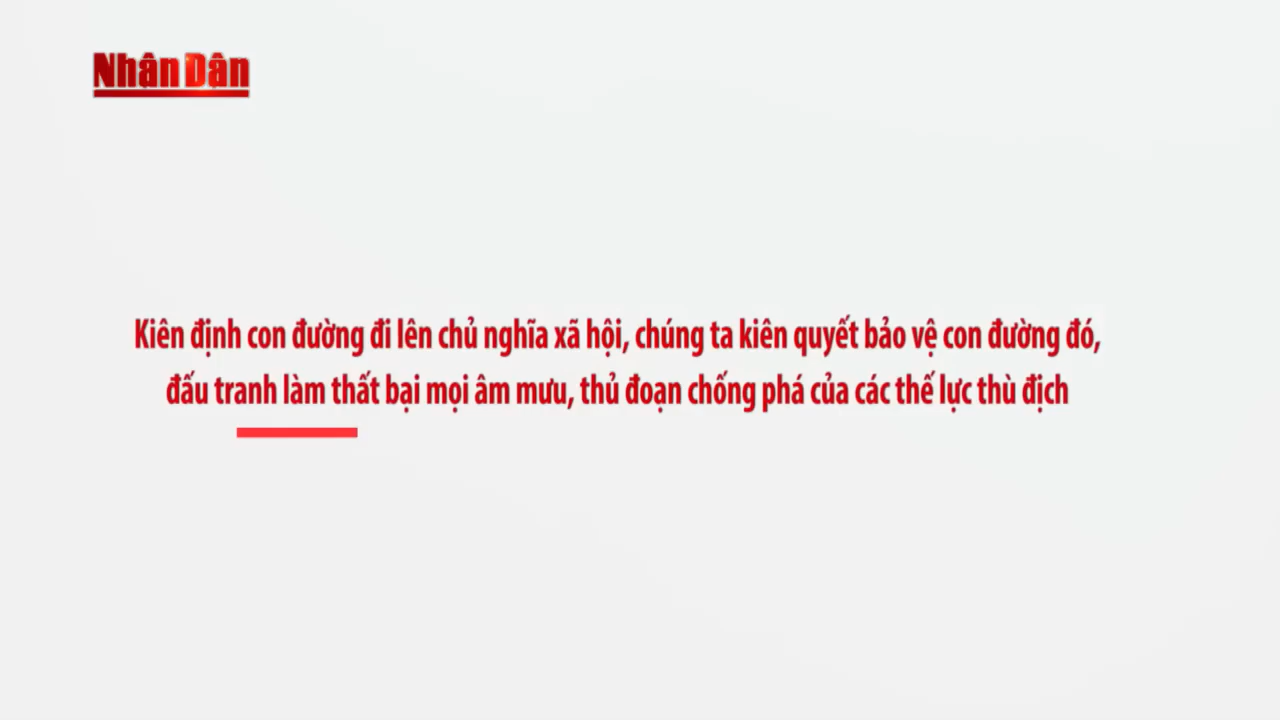 Nhân Dân
Kiên định con đường đi lên chủ nghĩa xã hội, chúng ta kiên quyết bảo vệ con đường đó,
đấu tranh làm thất bại mọi âm mưu, thủ đoạn chống phá của các thế lực thù địch